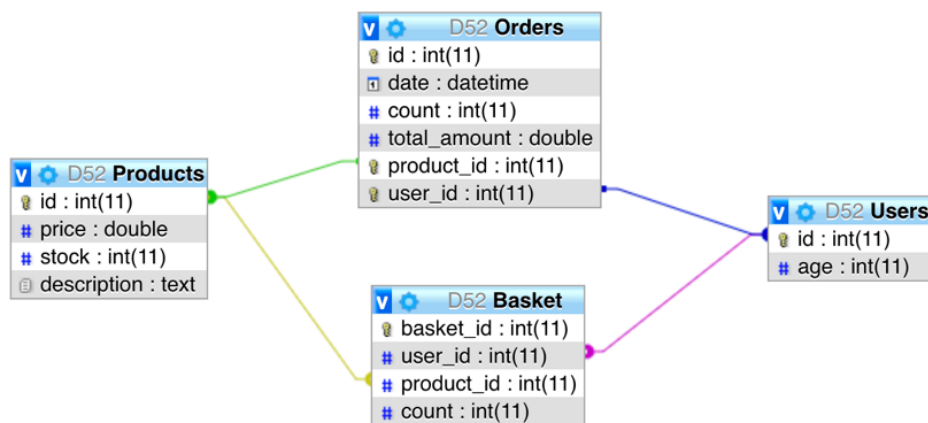 D52 Orders
id : int(11)
date : datetime
count : int(11)
total_amount : double
product_id : int(11)
user_id : int(11)
D52 Products
id : int(11)
price : double
stock : int(11)
description : text
D52 Users
id : int(11)
age : int(11)
D52 Basket
basket_id : int(11)
user_id : int(11)
product_id : int(11)
count : int(11)